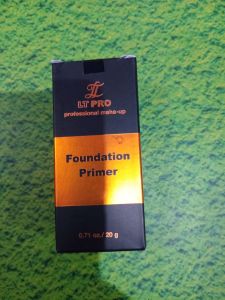 LT PRO
professional make-up
Foundation
Primer
0.71 oz./ 20 g